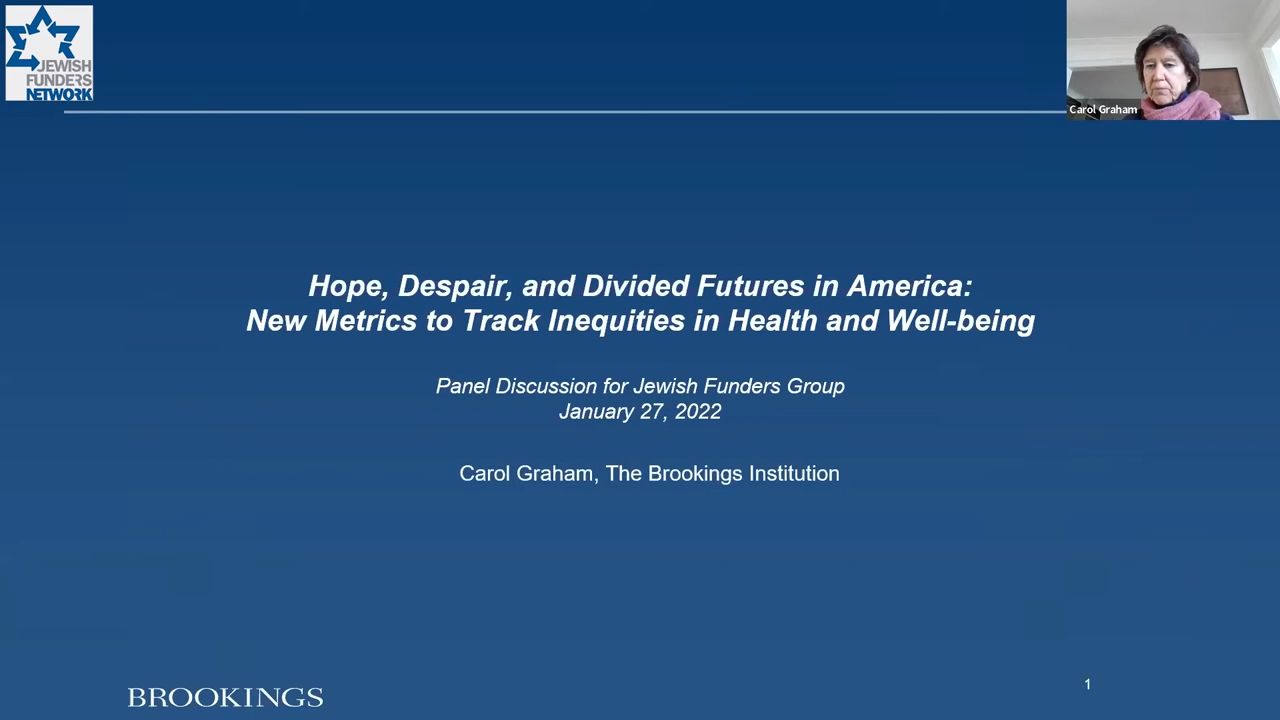 JEWISH
FUNDERS
NETWORK
Carol Graham
Hope, Despair, and Divided Futures in America:
New Metrics to Track Inequities in Health and Well-being
Panel Discussion for Jewish Funders Group
January 27, 2022
Carol Graham, The Brookings Institution
BROOKINGS
1